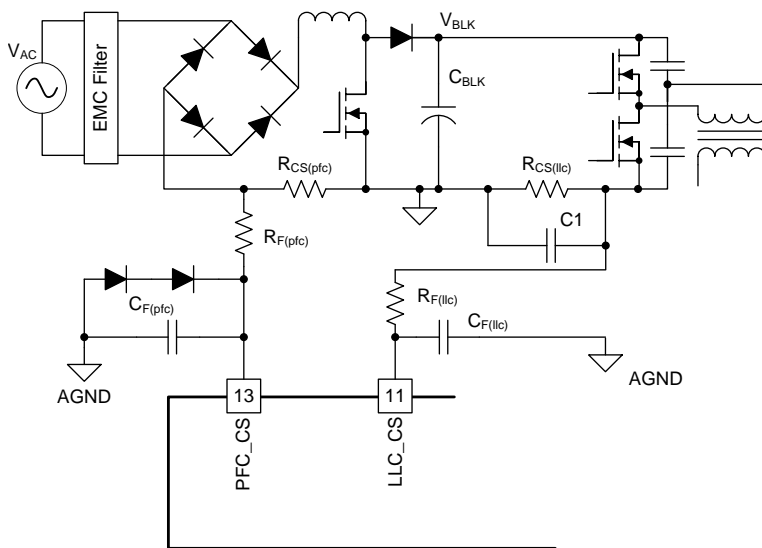 V_BLK
V_AC
EMC Filter
C_BLK
R_CS(pfc)
R_CS(llc)
C1
R_F(pfc)
C_F(pfc)
R_F(llc)
C_F(llc)
AGND
AGND
13
11
PFC_CS
LLC_CS